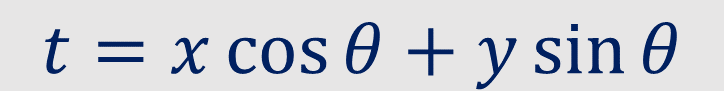 t = x cos θ + y sin θ